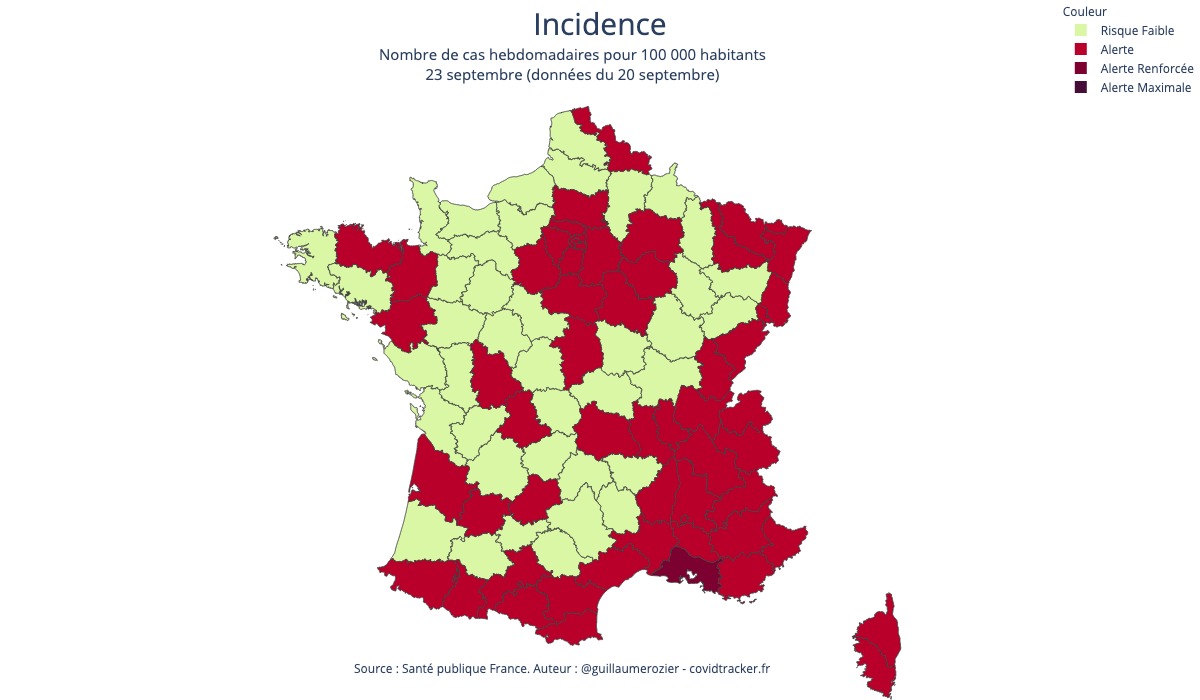 Incidence
Nombre de cas hebdomadaires pour 100 000 habitants
23 septembre (données du 20 septembre)
Couleur
Risque Faible
Alerte
Alerte Renforcée
Alerte Maximale
Source : Santé publique France. Auteur : @guillaumerozier - covidtracker.fr